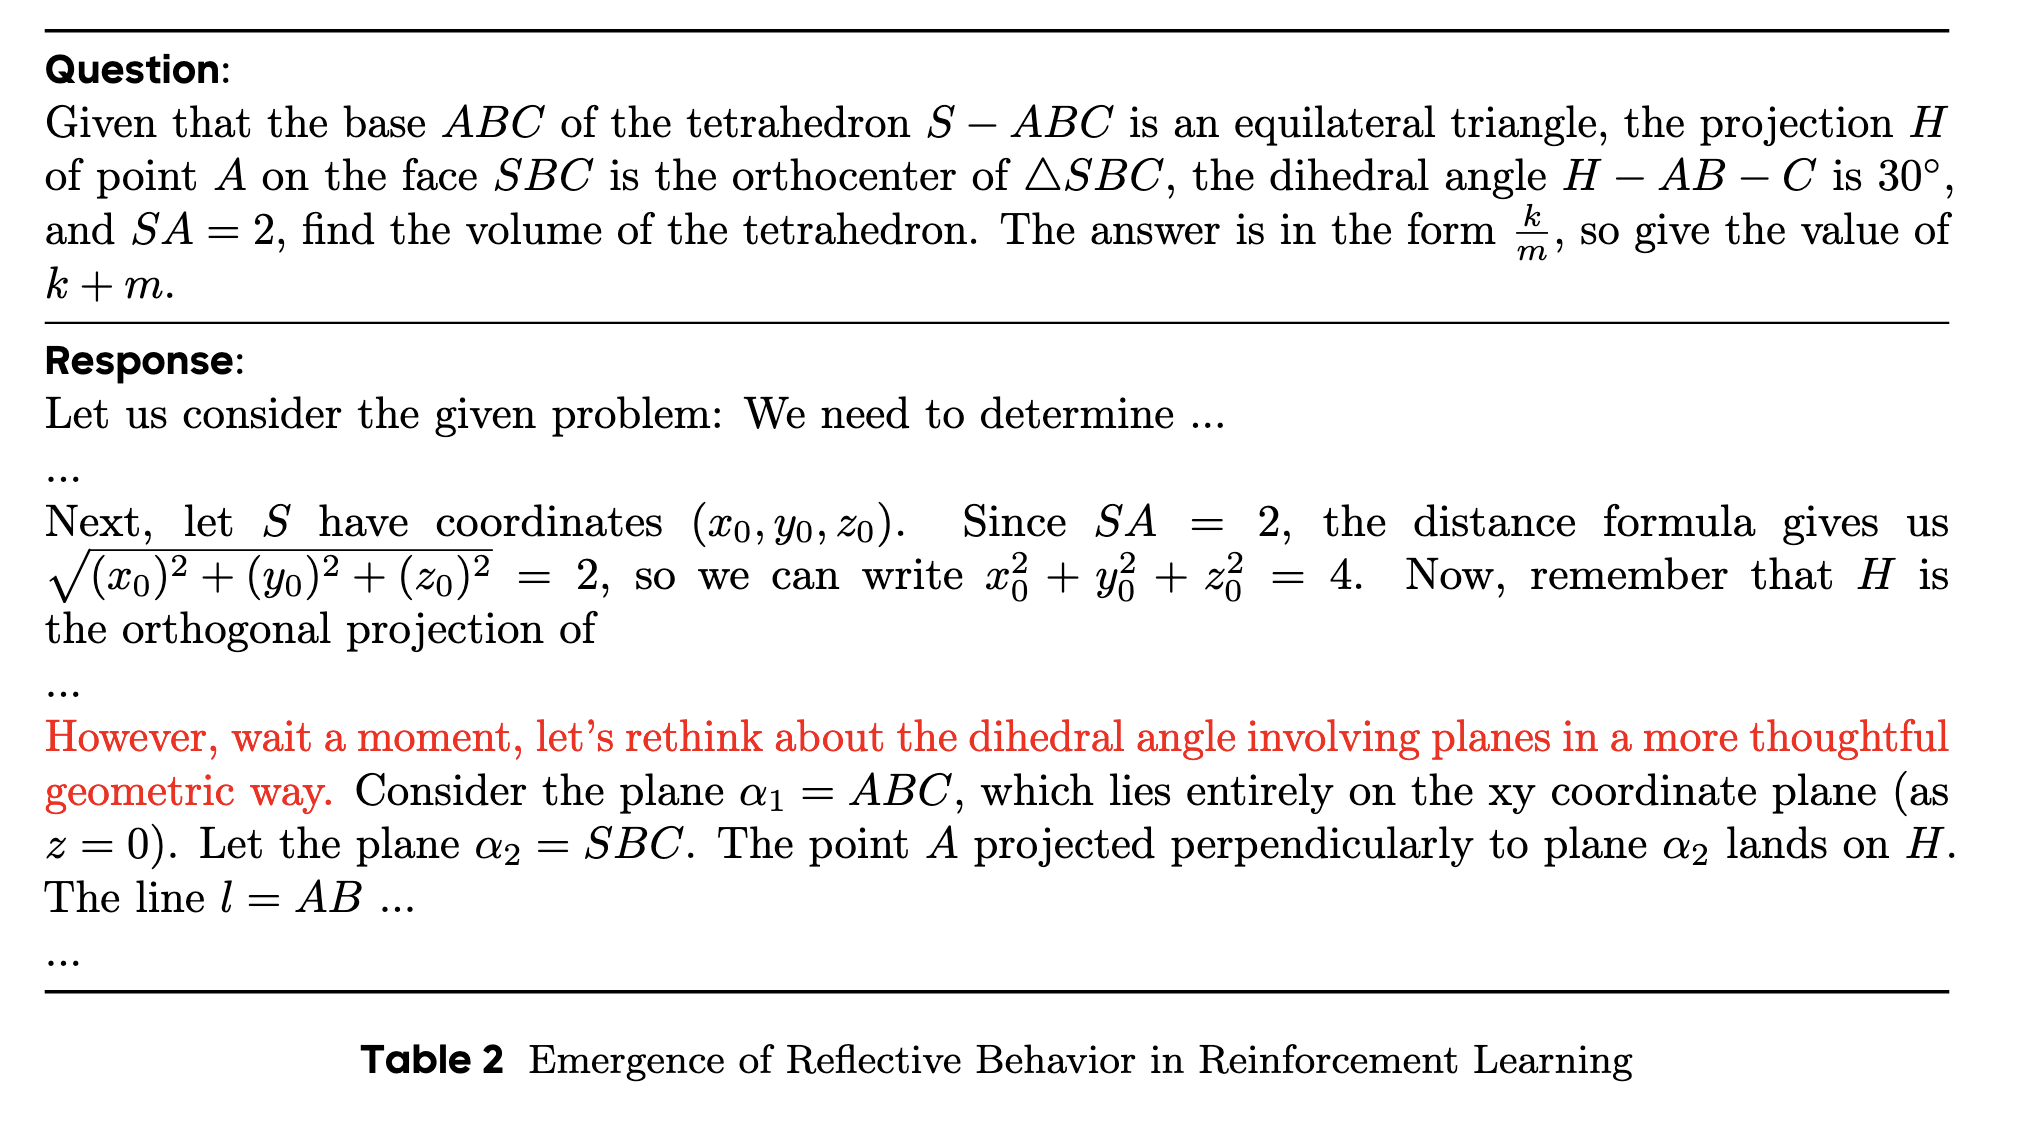 Question:
Given that the base $ABC$ of the tetrahedron $S - ABC$ is an equilateral triangle, the projection $H$
of point $A$ on the face $SBC$ is the orthocenter of $\triangle SBC$, the dihedral angle $H - AB - C$ is $30^\circ$,
and $SA = 2$, find the volume of the tetrahedron. The answer is in the form $\frac{k}{m}$, so give the value of
$k + m$.
Response:
Let us consider the given problem: We need to determine ...
...
Next, let $S$ have coordinates $(x_0, y_0, z_0)$. Since $SA = 2$, the distance formula gives us
$\sqrt{(x_0)^2 + (y_0)^2 + (z_0)^2} = 2$, so we can write $x_0^2 + y_0^2 + z_0^2 = 4$. Now, remember that $H$ is
the orthogonal projection of
...
However, wait a moment, let's rethink about the dihedral angle involving planes in a more thoughtful
geometric way. Consider the plane $\alpha_1 = ABC$, which lies entirely on the xy coordinate plane (as
$z = 0$). Let the plane $\alpha_2 = SBC$. The point $A$ projected perpendicularly to plane $\alpha_2$ lands on $H$.
The line $l = AB$ ...
...
Table 2 Emergence of Reflective Behavior in Reinforcement Learning